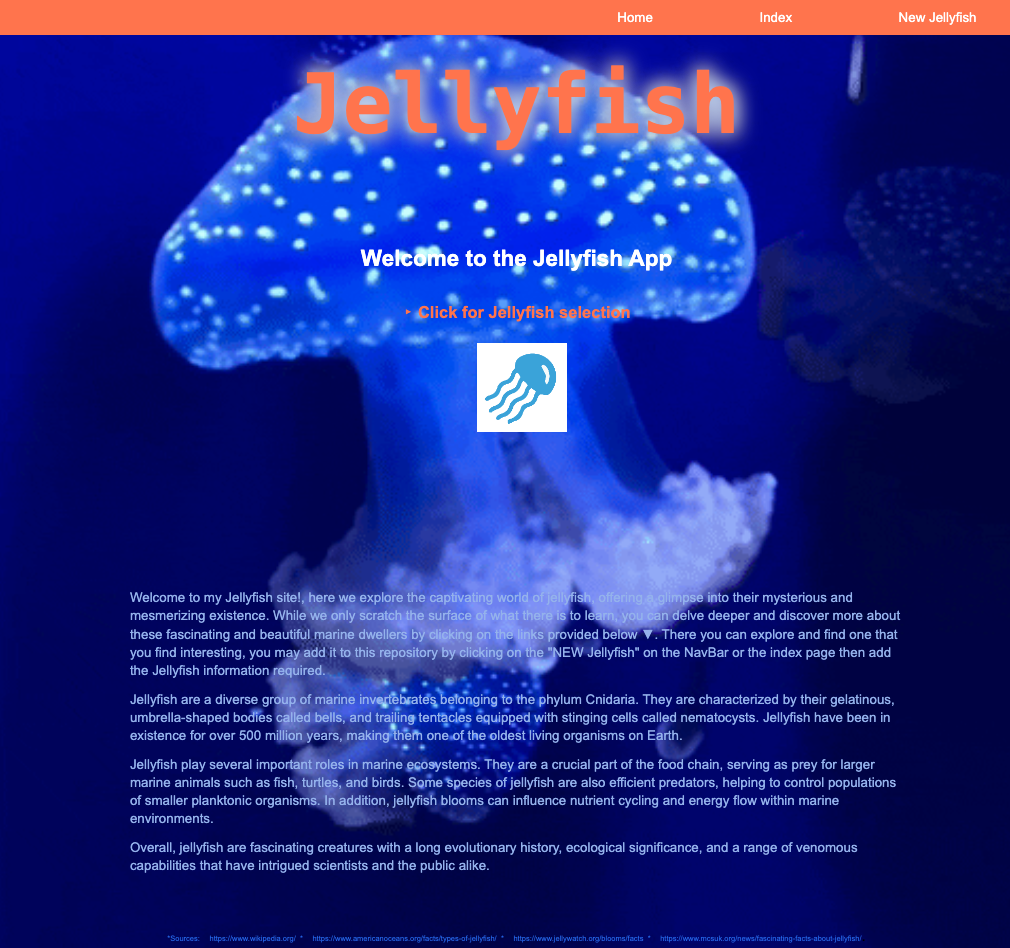 Home Index New Jellyfish
Jellyfish
Welcome to the Jellyfish App
‣ Click for Jellyfish selection
Welcome to my Jellyfish site!, here we explore the captivating world of jellyfish, offering a glimpse into their mysterious and
mesmerizing existence. While we only scratch the surface of what there is to learn, you can delve deeper and discover more about
these fascinating and beautiful marine dwellers by clicking on the links provided below ▼. There you can explore and find one that
you find interesting, you may add it to this repository by clicking on the "NEW Jellyfish" on the NavBar or the index page then add
the Jellyfish information required.
Jellyfish are a diverse group of marine invertebrates belonging to the phylum Cnidaria. They are characterized by their gelatinous,
umbrella-shaped bodies called bells, and trailing tentacles equipped with stinging cells called nematocysts. Jellyfish have been in
existence for over 500 million years, making them one of the oldest living organisms on Earth.
Jellyfish play several important roles in marine ecosystems. They are a crucial part of the food chain, serving as prey for larger
marine animals such as fish, turtles, and birds. Some species of jellyfish are also efficient predators, helping to control populations
of smaller planktonic organisms. In addition, jellyfish blooms can influence nutrient cycling and energy flow within marine
environments.
Overall, jellyfish are fascinating creatures with a long evolutionary history, ecological significance, and a range of venomous
capabilities that have intrigued scientists and the public alike.
*Sources: https://www.wikipedia.org/ * https://www.americanoceans.org/facts/types-of-jellyfish/ * https://www.jellywatch.org/blooms/facts * https://www.mcsuk.org/news/fascinating-facts-about-jellyfish/